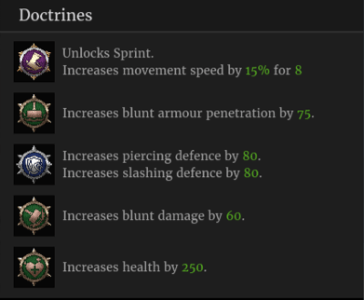 Doctrines
Unlocks Sprint.
Increases movement speed by 15% for 8
Increases blunt armour penetration by 75.
Increases piercing defence by 80.
Increases slashing defence by 80.
Increases blunt damage by 60.
Increases health by 250.